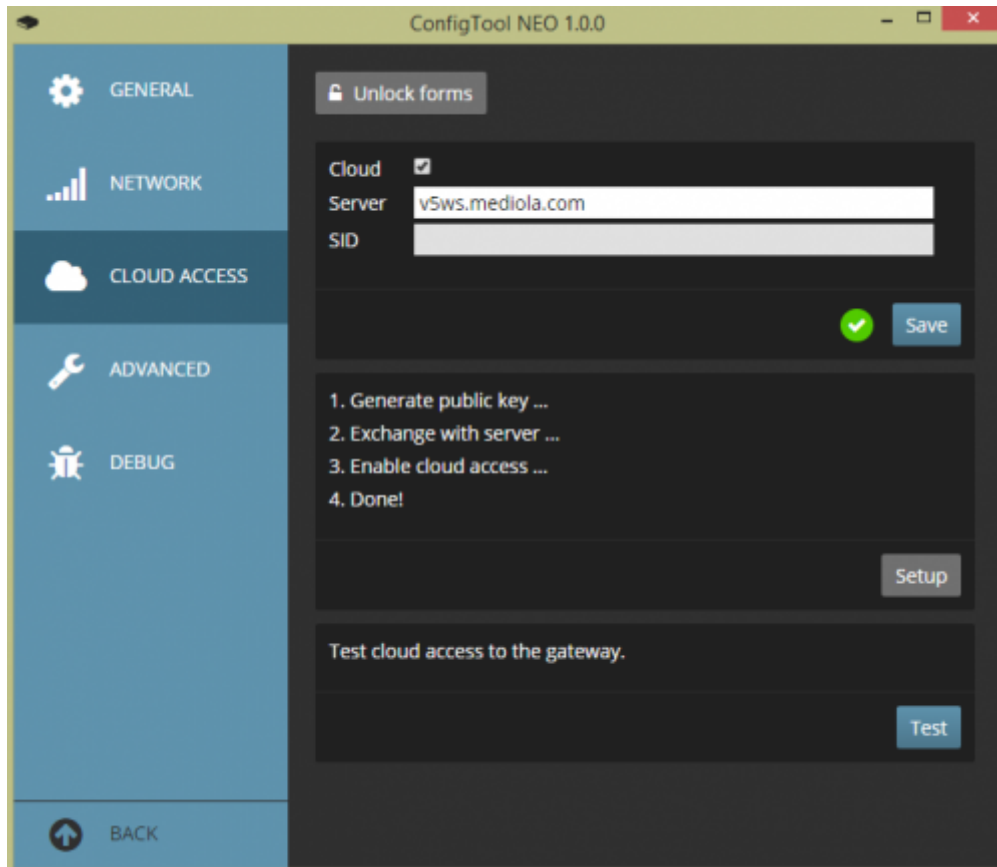 ConfigTool NEO 1.0.0
GENERAL
NETWORK
CLOUD ACCESS
ADVANCED
DEBUG
BACK
Unlock forms
Cloud
Server v5ws.mediola.com
SID
Save
1. Generate public key ...
2. Exchange with server ...
3. Enable cloud access ...
4. Done!
Setup
Test cloud access to the gateway.
Test